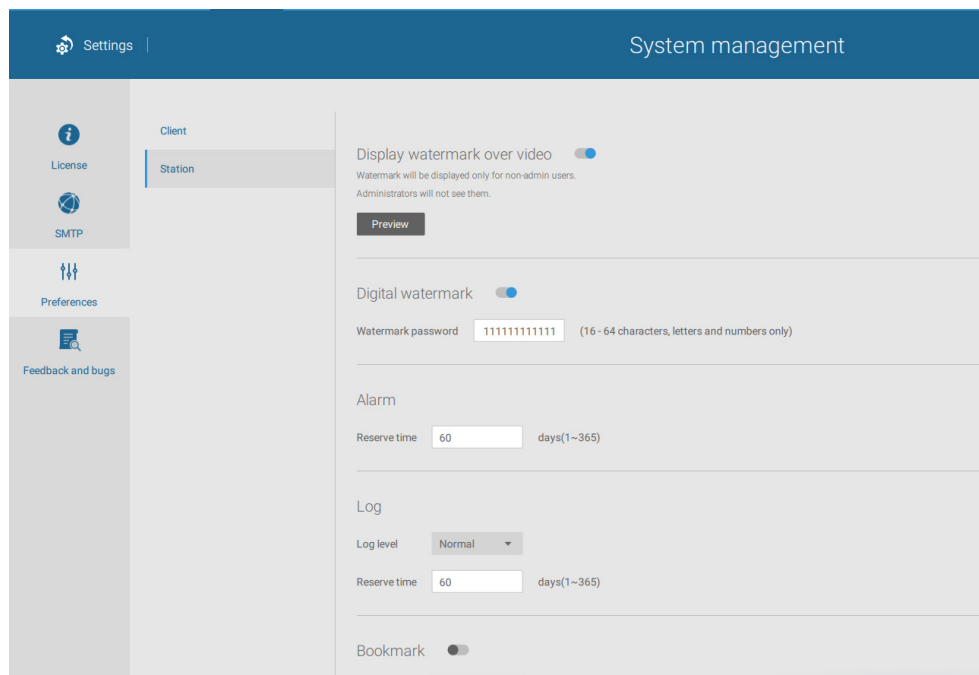 Settings
System management
License
SMTP
Preferences
Feedback and bugs
Client
Station
Display watermark over video
Watermark will be displayed only for non-admin users.
Administrators will not see them.
Preview
Digital watermark
Watermark password 111111111111 (16 - 64 characters, letters and numbers only)
Alarm
Reserve time 60 days(1~365)
Log
Log level Normal
Reserve time 60 days(1~365)
Bookmark